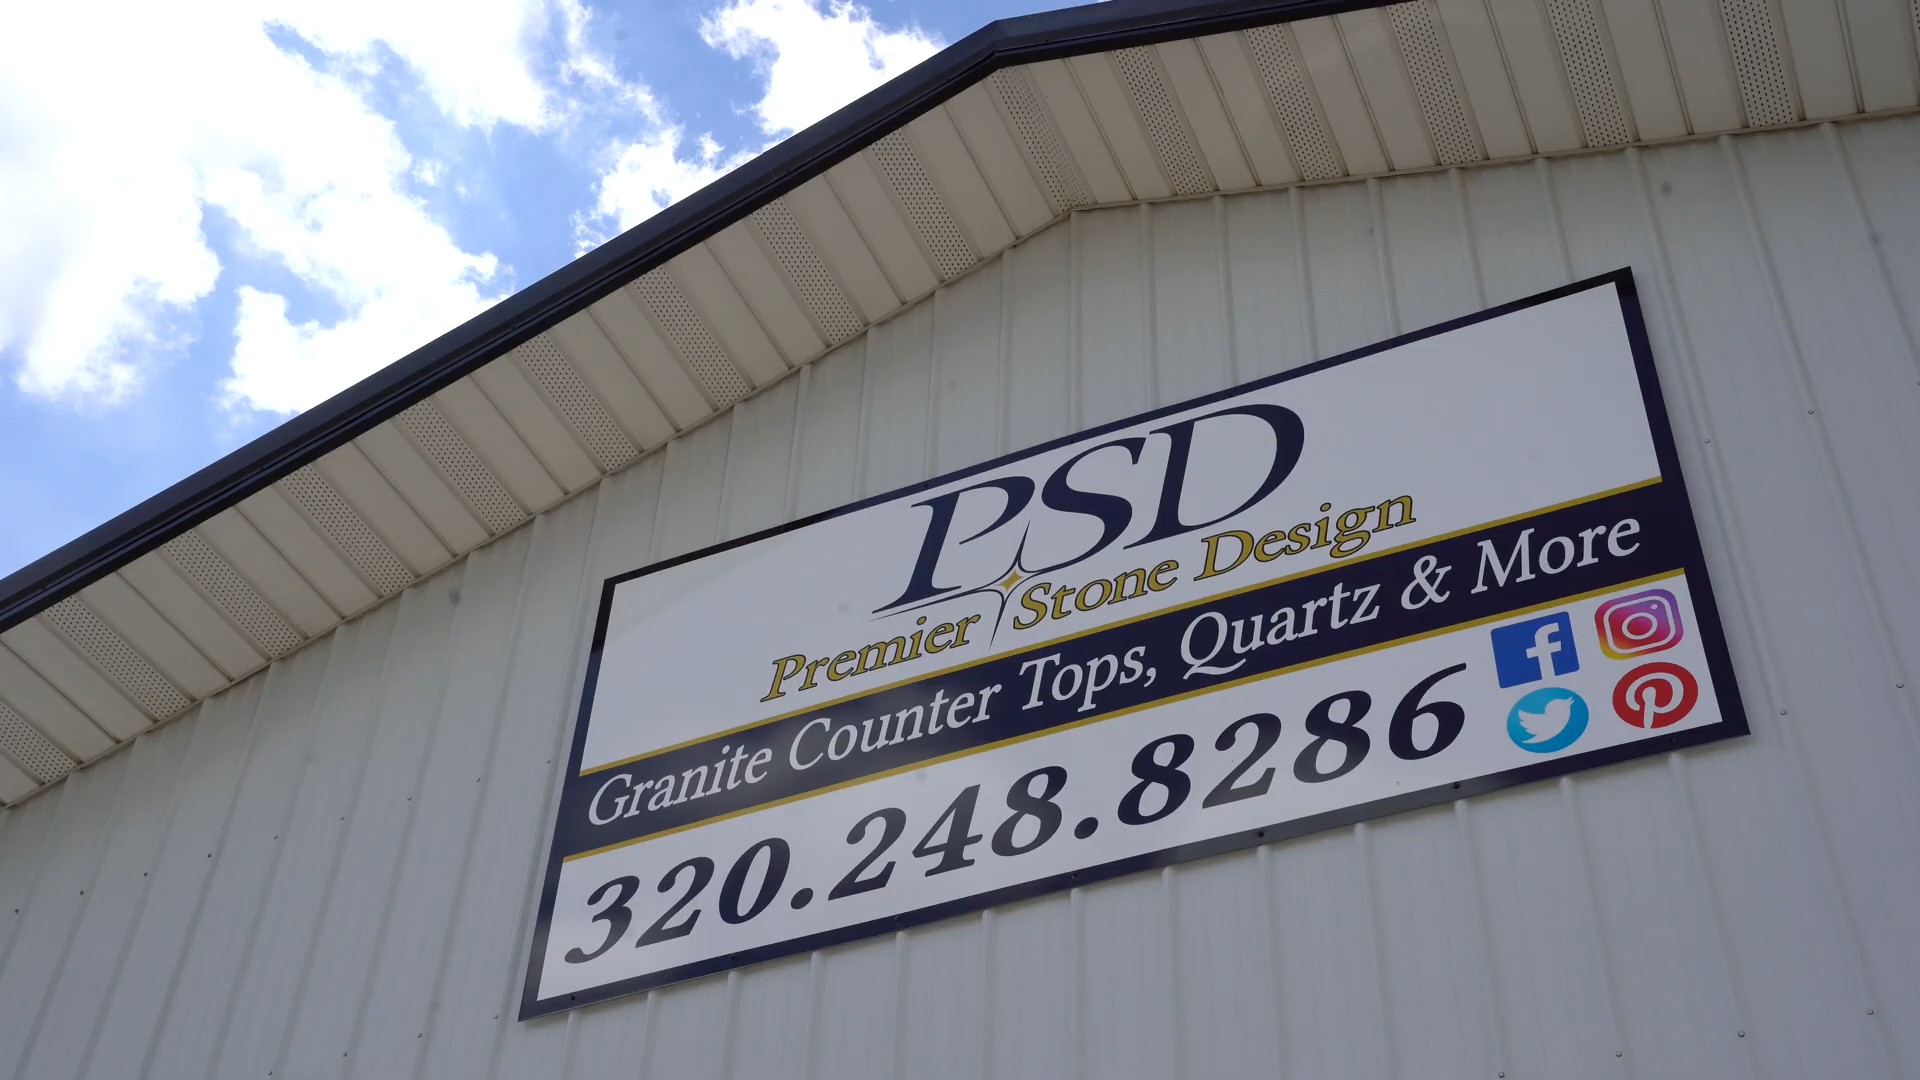 PSD
Premier Stone Design
Granite Counter Tops, Quartz & More
320.248.8286